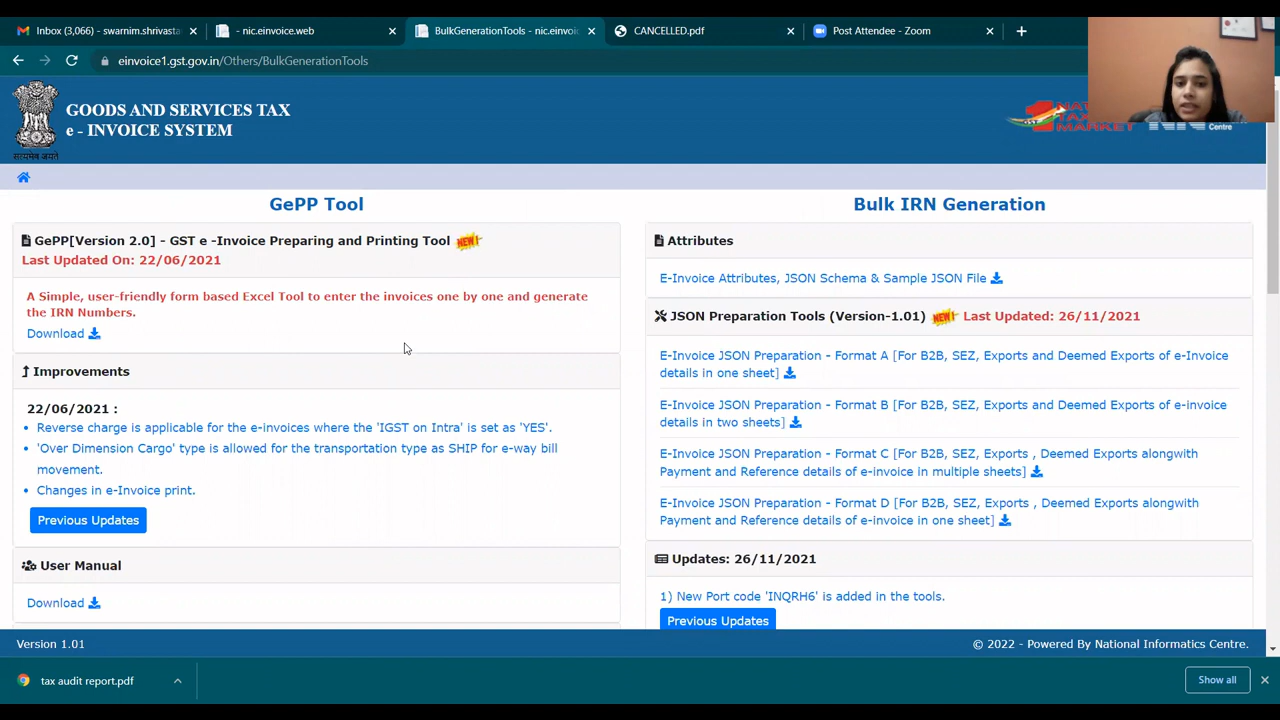 Inbox (3,066) - swarnim.shrivasta
- nic.einvoice.web
BulkGenerationTools - nic.einvoi
CANCELLED.pdf
Post Attendee - Zoom
einvoice1.gst.gov.in/Others/BulkGenerationTools
GOODS AND SERVICES TAX
e - INVOICE SYSTEM
सत्यमेव जयते
GST
MARKET
Centre
GePP Tool
GePP[Version 2.0] - GST e -Invoice Preparing and Printing Tool NEW!
Last Updated On: 22/06/2021
A Simple, user-friendly form based Excel Tool to enter the invoices one by one and generate
the IRN Numbers.
Download
Improvements
22/06/2021 :
Reverse charge is applicable for the e-invoices where the 'IGST on Intra' is set as 'YES'.
'Over Dimension Cargo' type is allowed for the transportation type as SHIP for e-way bill
movement.
Changes in e-Invoice print.
Previous Updates
User Manual
Download
Bulk IRN Generation
Attributes
E-Invoice Attributes, JSON Schema & Sample JSON File
JSON Preparation Tools (Version-1.01) NEW! Last Updated: 26/11/2021
E-Invoice JSON Preparation - Format A [For B2B, SEZ, Exports and Deemed Exports of e-Invoice
details in one sheet]
E-Invoice JSON Preparation - Format B [For B2B, SEZ, Exports and Deemed Exports of e-invoice
details in two sheets]
E-Invoice JSON Preparation - Format C [For B2B, SEZ, Exports , Deemed Exports alongwith
Payment and Reference details of e-invoice in multiple sheets]
E-Invoice JSON Preparation - Format D [For B2B, SEZ, Exports , Deemed Exports alongwith
Payment and Reference details of e-invoice in one sheet]
Updates: 26/11/2021
1) New Port code 'INQRH6' is added in the tools.
Previous Updates
Version 1.01
© 2022 - Powered By National Informatics Centre.
tax audit report.pdf
Show all